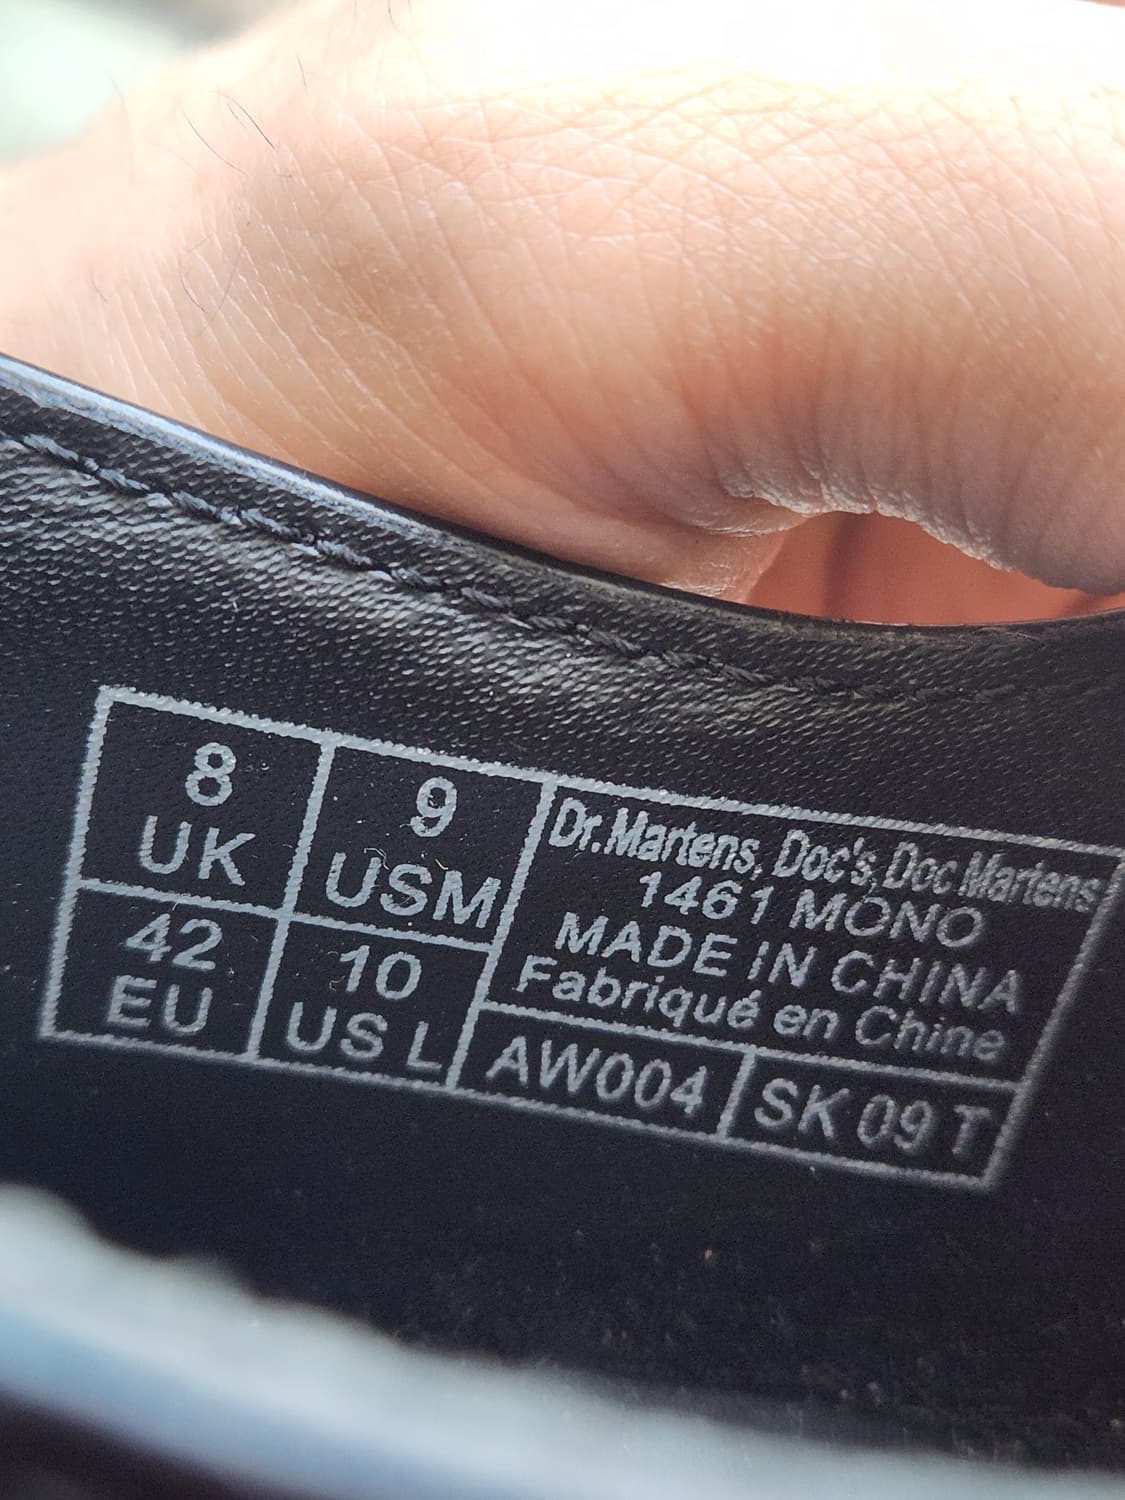 8
UK
9
USM
42
EU
10
US L
Dr.Martens, Doc's, Doc Martens
1461 MONO
MADE IN CHINA
Fabriqué en Chine
AW004
SK 09 T